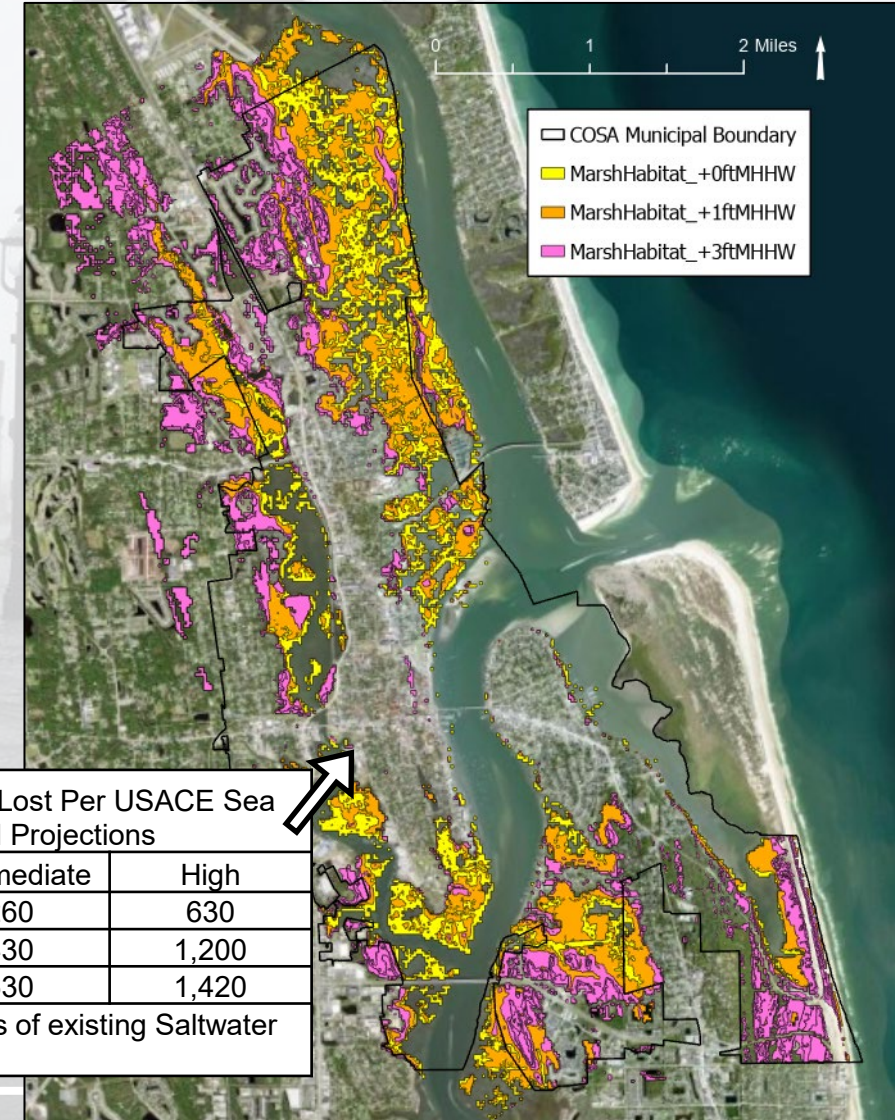 0 1 2 Miles
COSA Municipal Boundary
MarshHabitat_+0ftMHHW
MarshHabitat_+1ftMHHW
MarshHabitat_+3ftMHHW
Lost Per USACE Sea
Projections
High
60 630
30 1,200
30 1,420
of existing Saltwater